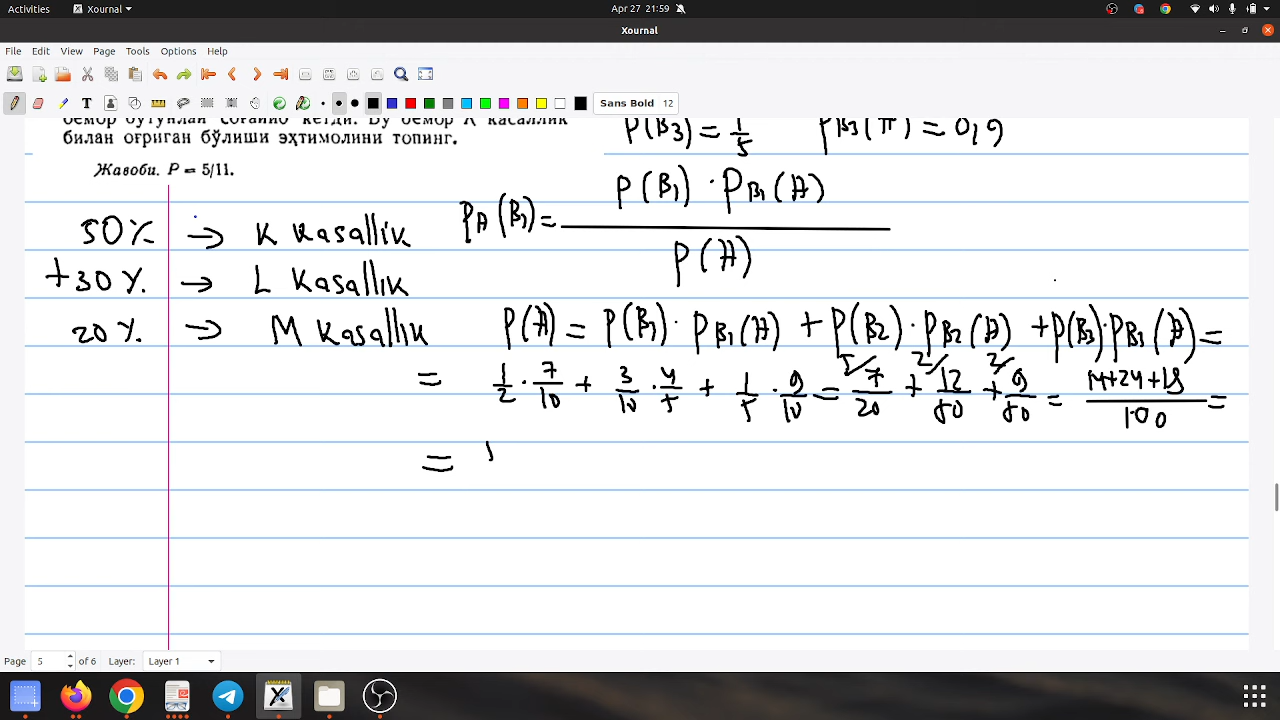 Activities Xournal Apr 27 21:59
Xournal
File Edit View Page Tools Options Help
Sans Bold 12
бемор бутунлай соғайиб кетди. Бу бемор К касаллик
билан оғриган бўлиши эҳтимолини топинг.
Жавоби. P = 5/11.
P(B3) = 1/5 PB3(A) = 0,9
PA(B1) = P(B1) · PB1(A) / P(A)
50% → K kasallik
+30% → L kasallik
20% → M kasallik
P(A) = P(B1) · PB1(A) + P(B2) · PB2(A) + P(B3) · PB1(A) =
= 1/2 · 7/10 + 3/10 · 4/5 + 1/5 · 9/10 = 7/20 + 12/50 + 9/50 = /100 =
=
Page 5 of 6 Layer: Layer 1